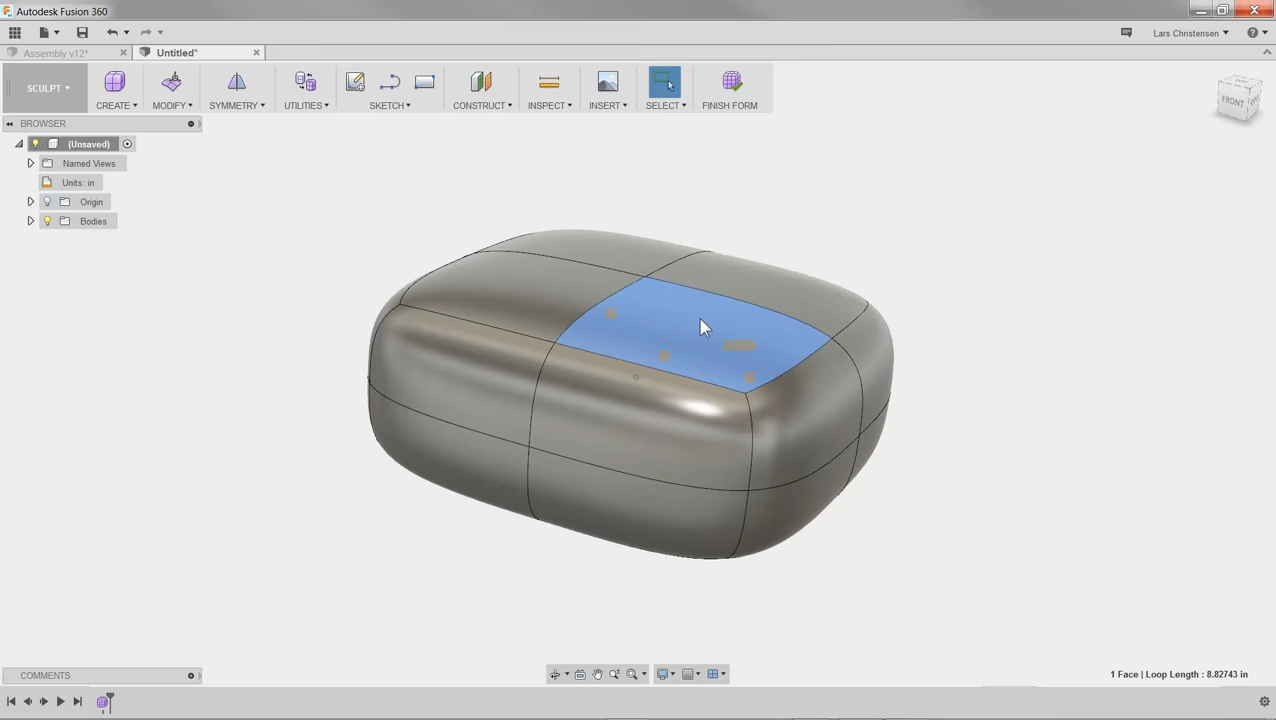 Autodesk Fusion 360
Lars Christensen
Assembly v12*
Untitled*
SCULPT
CREATE
MODIFY
SYMMETRY
UTILITIES
SKETCH
CONSTRUCT
INSPECT
INSERT
SELECT
FINISH FORM
FRONT
BROWSER
(Unsaved)
Named Views
Units: in
Origin
Bodies
COMMENTS
1 Face | Loop Length : 8.82743 in